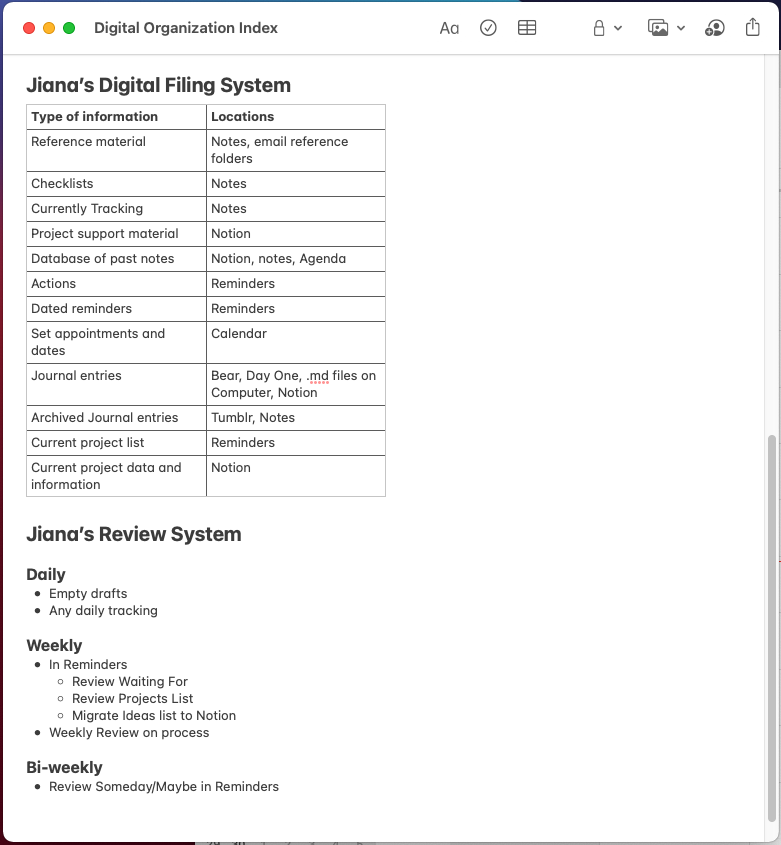 Digital Organization Index
Aa
Jiana’s Digital Filing System
Type of information
Locations
Reference material
Notes, email reference
folders
Checklists
Notes
Currently Tracking
Notes
Project support material
Notion
Database of past notes
Notion, notes, Agenda
Actions
Reminders
Dated reminders
Reminders
Set appointments and
dates
Calendar
Journal entries
Bear, Day One, .md files on
Computer, Notion
Archived Journal entries
Tumblr, Notes
Current project list
Reminders
Current project data and
information
Notion
Jiana’s Review System
Daily
• Empty drafts
• Any daily tracking
Weekly
• In Reminders
◦ Review Waiting For
◦ Review Projects List
◦ Migrate Ideas list to Notion
• Weekly Review on process
Bi-weekly
• Review Someday/Maybe in Reminders